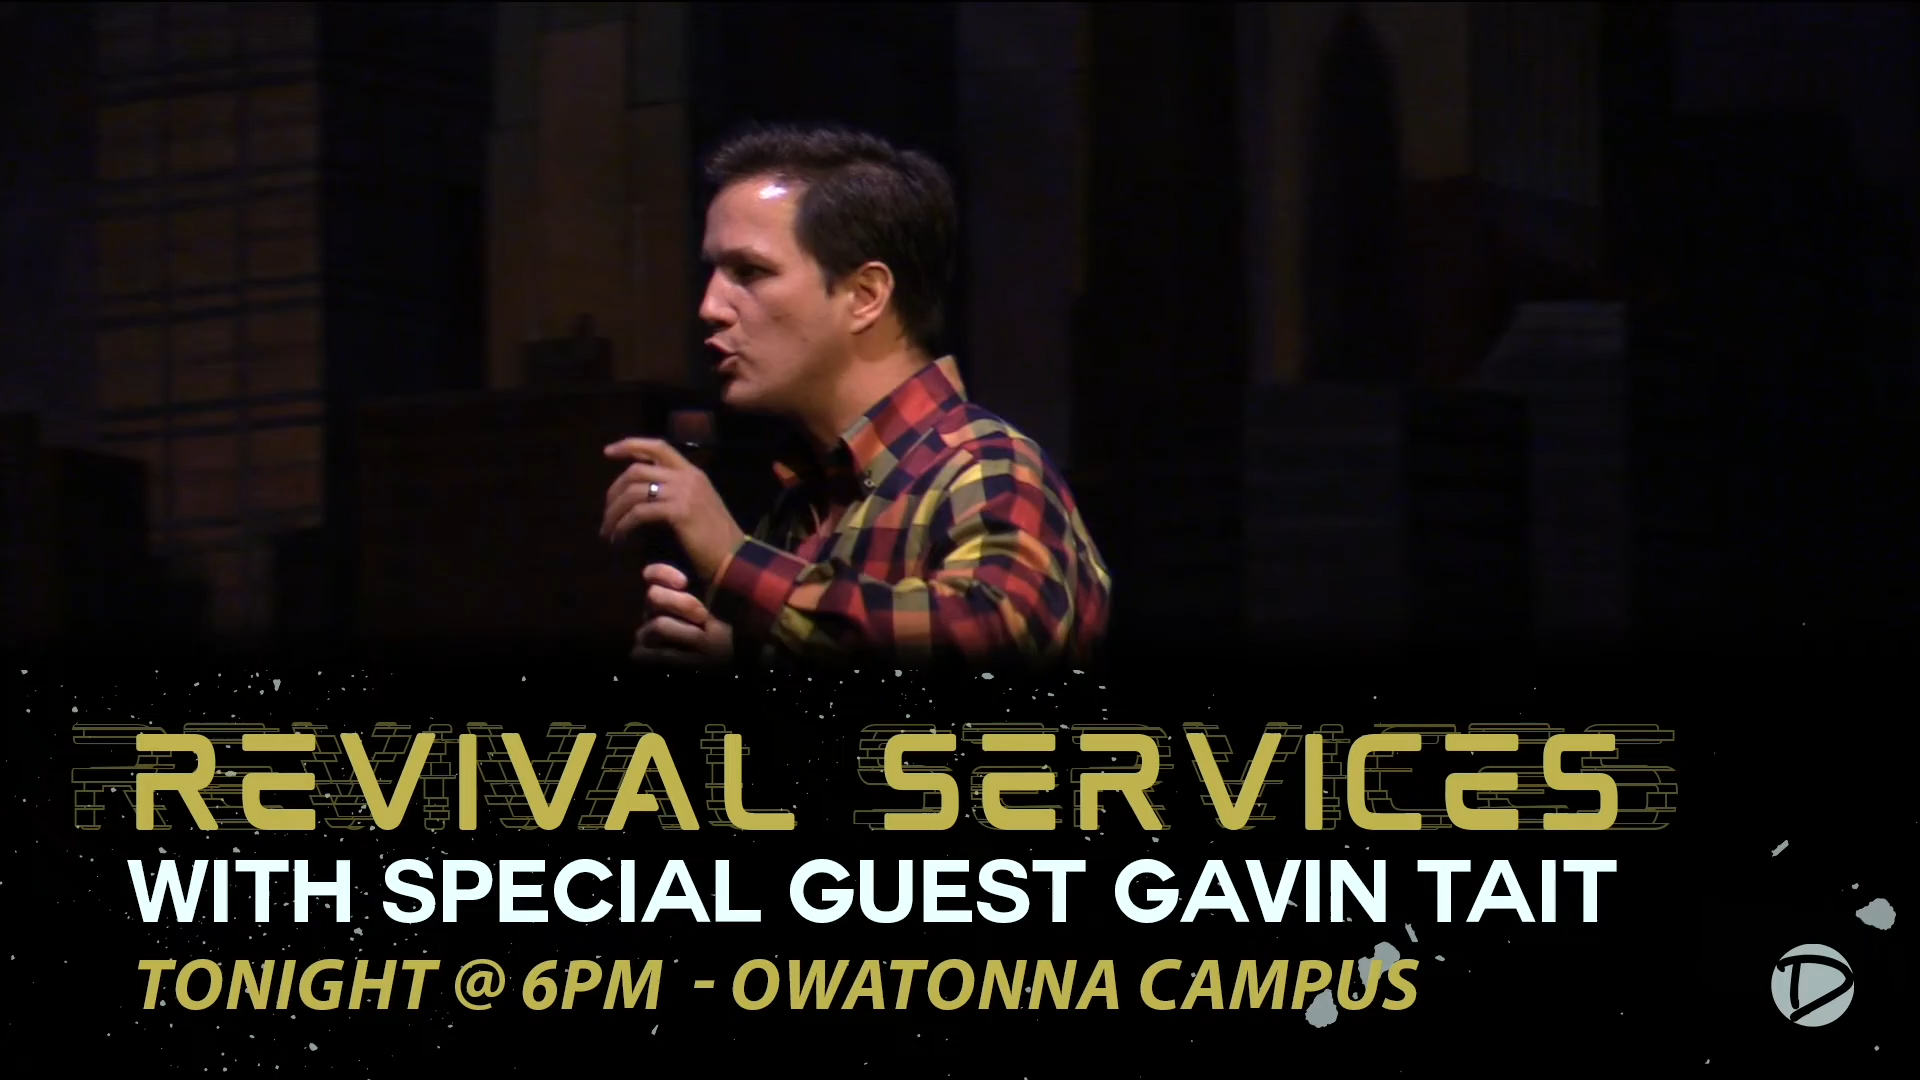 REVIVAL SERVICES
WITH SPECIAL GUEST GAVIN TAIT
TONIGHT @ 6PM - OWATONNA CAMPUS
D